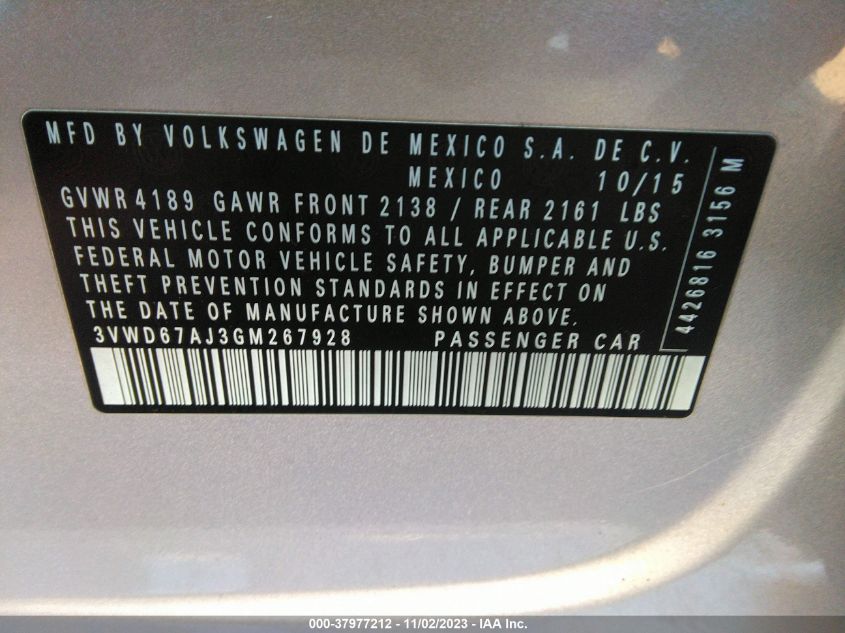 MFD BY VOLKSWAGEN DE MEXICO S.A. DE C.V.
MEXICO 10/15
GVWR 4189 GAWR FRONT 2138 / REAR 2161 LBS
THIS VEHICLE CONFORMS TO ALL APPLICABLE U.S.
FEDERAL MOTOR VEHICLE SAFETY, BUMPER AND
THEFT PREVENTION STANDARDS IN EFFECT ON
THE DATE OF MANUFACTURE SHOWN ABOVE.
3VWD67AJ3GM267928 PASSENGER CAR
4426816 3156 M
000-37977212 - 11/02/2023 - IAA Inc.